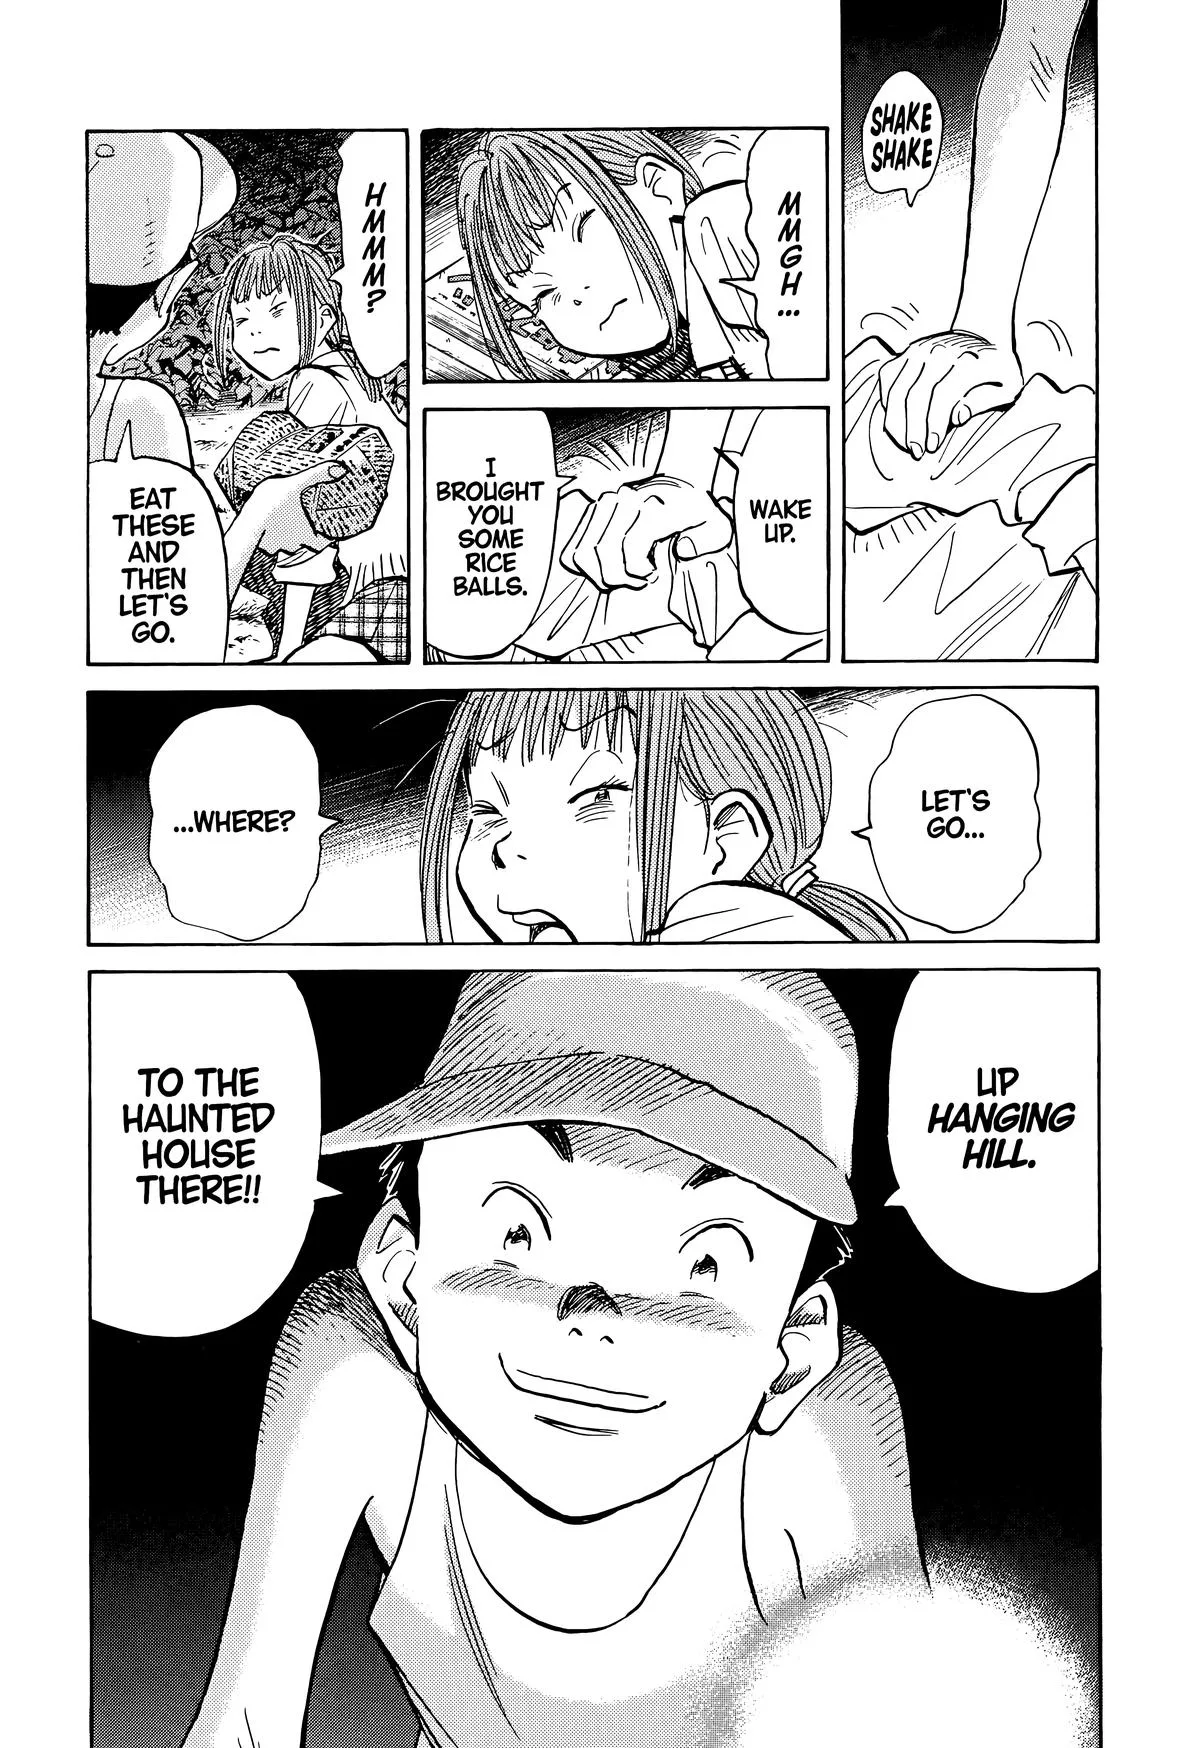 SHAKE
SHAKE
MMGH...
WAKE
UP.
I
BROUGHT
YOU
SOME
RICE
BALLS.
HMMM?
EAT
THESE
AND
THEN
LET'S
GO.
LET'S
GO...
...WHERE?
UP
HANGING
HILL.
TO THE
HAUNTED
HOUSE
THERE!!